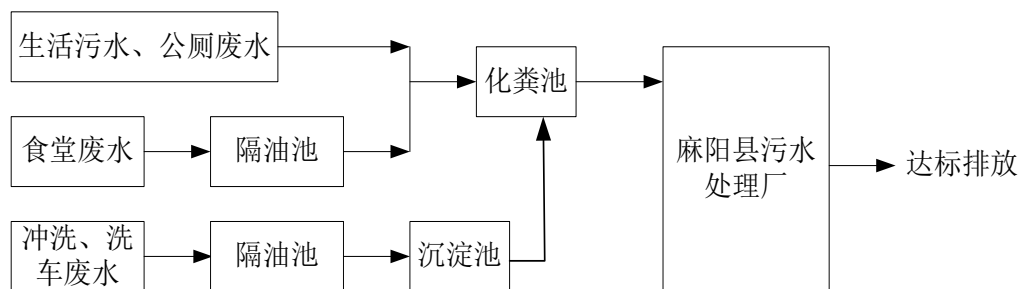 生活污水、公厕废水
化粪池
食堂废水
隔油池
麻阳县污水
处理厂
达标排放
冲洗、洗
车废水
隔油池
沉淀池